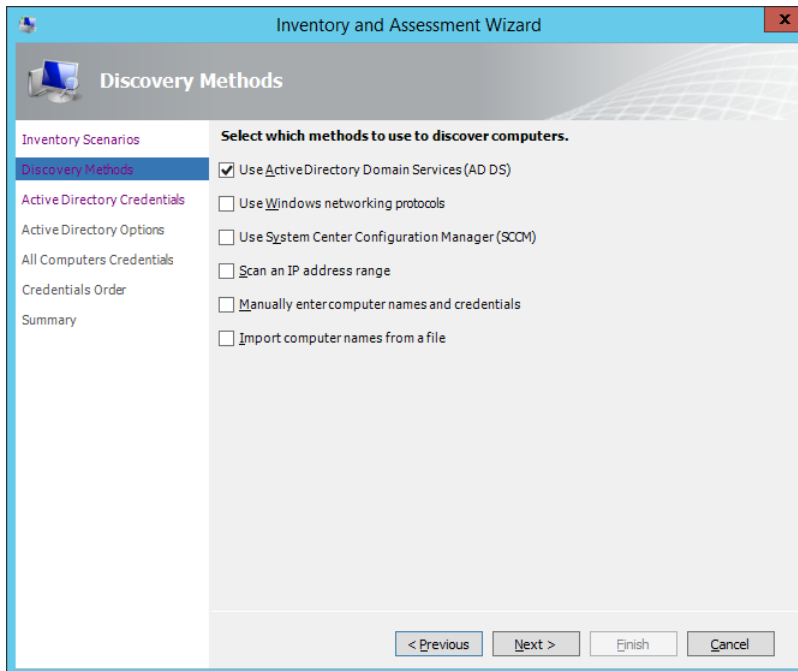 Inventory and Assessment Wizard
x
Discovery Methods
Inventory Scenarios
Discovery Methods
Active Directory Credentials
Active Directory Options
All Computers Credentials
Credentials Order
Summary
Select which methods to use to discover computers.
Use Active Directory Domain Services (AD DS)
Use Windows networking protocols
Use System Center Configuration Manager (SCCM)
Scan an IP address range
Manually enter computer names and credentials
Import computer names from a file
< Previous
Next >
Finish
Cancel